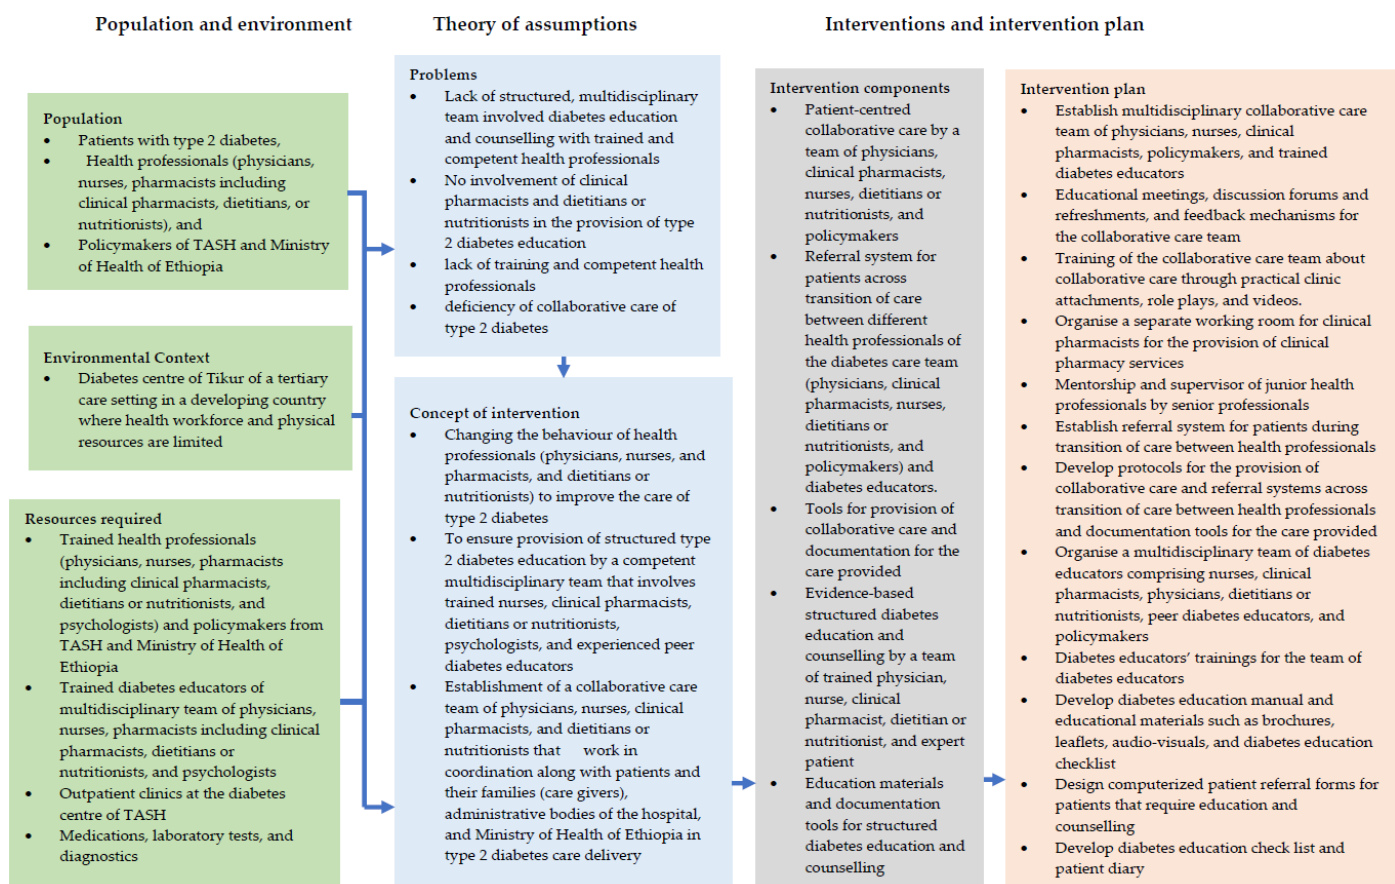 Population and environment
Theory of assumptions
Interventions and intervention plan
Population
• Patients with type 2 diabetes,
• Health professionals (physicians,
nurses, pharmacists including
clinical pharmacists, dietitians, or
nutritionists), and
• Policymakers of TASH and Ministry
of Health of Ethiopia
Environmental Context
• Diabetes centre of Tikur of a tertiary
care setting in a developing country
where health workforce and physical
resources are limited
Resources required
• Trained health professionals
(physicians, nurses, pharmacists
including clinical pharmacists,
dietitians or nutritionists, and
psychologists) and policymakers from
TASH and Ministry of Health of
Ethiopia
• Trained diabetes educators of
multidisciplinary team of physicians,
nurses, pharmacists including clinical
pharmacists, dietitians or
nutritionists, and psychologists
• Outpatient clinics at the diabetes
centre of TASH
• Medications, laboratory tests, and
diagnostics
Problems
• Lack of structured, multidisciplinary
team involved diabetes education
and counselling with trained and
competent health professionals
• No involvement of clinical
pharmacists and dietitians or
nutritionists in the provision of type
2 diabetes education
• lack of training and competent health
professionals
• deficiency of collaborative care of
type 2 diabetes
Concept of intervention
• Changing the behaviour of health
professionals (physicians, nurses, and
pharmacists, and dietitians or
nutritionists) to improve the care of
type 2 diabetes
• To ensure provision of structured type
2 diabetes education by a competent
multidisciplinary team that involves
trained nurses, clinical pharmacists,
dietitians or nutritionists,
psychologists, and experienced peer
diabetes educators
• Establishment of a collaborative care
team of physicians, nurses, clinical
pharmacists, and dietitians or
nutritionists that work in
coordination along with patients and
their families (care givers),
administrative bodies of the hospital,
and Ministry of Health of Ethiopia in
type 2 diabetes care delivery
Intervention components
• Patient-centred
collaborative care by a
team of physicians,
clinical pharmacists,
nurses, dietitians or
nutritionists, and
policymakers
• Referral system for
patients across
transition of care
between different
health professionals of
the diabetes care team
(physicians, clinical
pharmacists, nurses,
dietitians or
nutritionists, and
policymakers) and
diabetes educators.
• Tools for provision of
collaborative care and
documentation for the
care provided
• Evidence-based
structured diabetes
education and
counselling by a team
of trained physician,
nurse, clinical
pharmacist, dietitian or
nutritionist, and expert
patient
• Education materials
and documentation
tools for structured
diabetes education and
counselling
Intervention plan
• Establish multidisciplinary collaborative care
team of physicians, nurses, clinical
pharmacists, policymakers, and trained
diabetes educators
• Educational meetings, discussion forums and
refreshments, and feedback mechanisms for
the collaborative care team
• Training of the collaborative care team about
collaborative care through practical clinic
attachments, role plays, and videos.
• Organise a separate working room for clinical
pharmacists for the provision of clinical
pharmacy services
• Mentorship and supervisor of junior health
professionals by senior professionals
• Establish referral system for patients during
transition of care between health professionals
• Develop protocols for the provision of
collaborative care and referral systems across
transition of care between health professionals
and documentation tools for the care provided
• Organise a multidisciplinary team of diabetes
educators comprising nurses, clinical
pharmacists, physicians, dietitians or
nutritionists, peer diabetes educators, and
policymakers
• Diabetes educators' trainings for the team of
diabetes educators
• Develop diabetes education manual and
educational materials such as brochures,
leaflets, audio-visuals, and diabetes education
checklist
• Design computerized patient referral forms for
patients that require education and
counselling
• Develop diabetes education check list and
patient diary